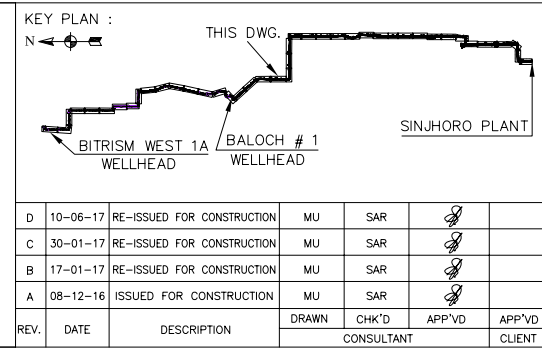 KEY PLAN :
N
THIS DWG.
BITRISM WEST 1A
WELLHEAD
BALOCH # 1
WELLHEAD
SINJHORO PLANT
D 10-06-17 RE-ISSUED FOR CONSTRUCTION MU SAR
C 30-01-17 RE-ISSUED FOR CONSTRUCTION MU SAR
B 17-01-17 RE-ISSUED FOR CONSTRUCTION MU SAR
A 08-12-16 ISSUED FOR CONSTRUCTION MU SAR
REV. DATE DESCRIPTION DRAWN CHK'D APP'VD APP'VD
CONSULTANT CLIENT